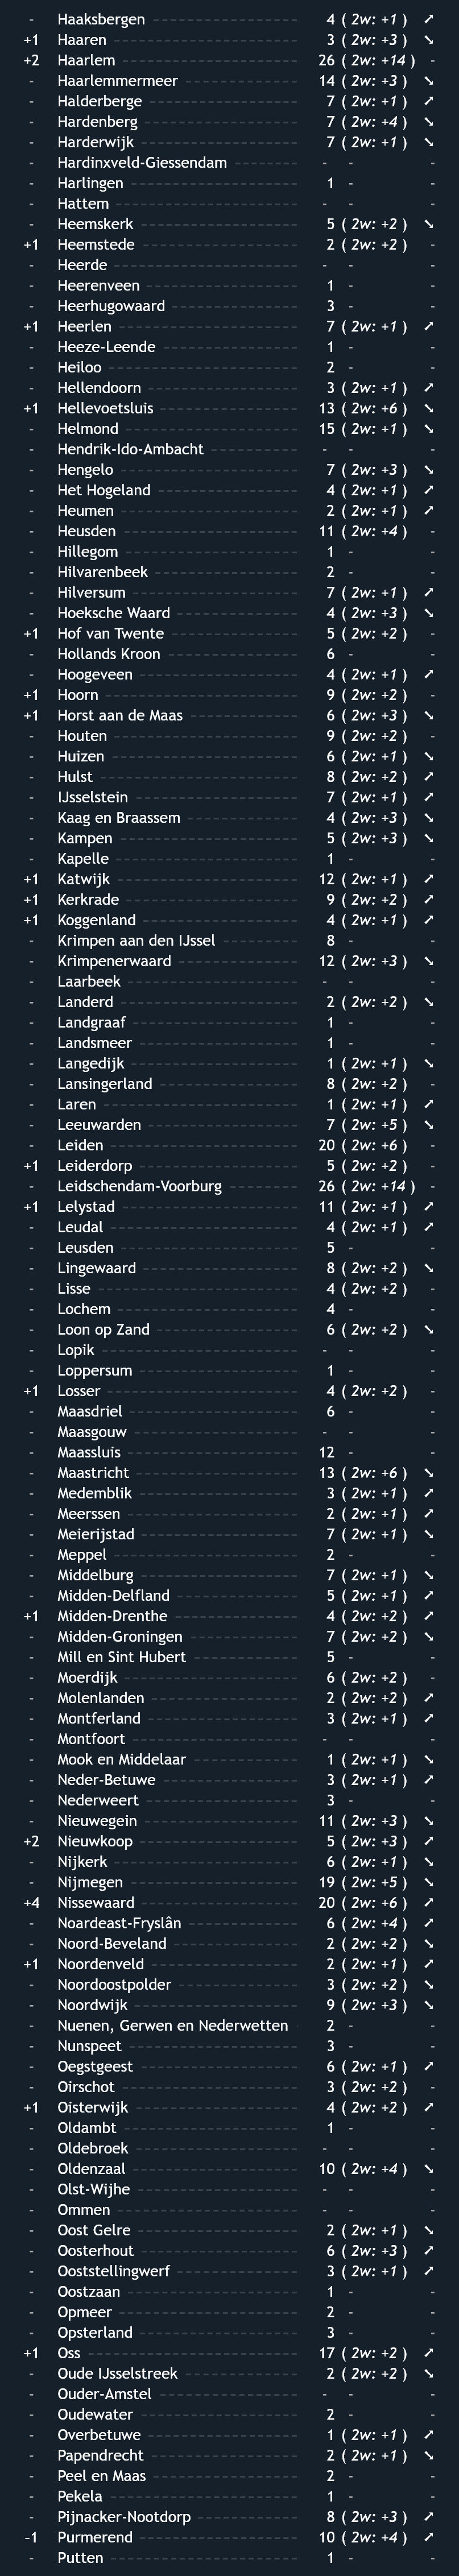 - Haaksbergen 4 ( 2w: +1 ) ➚
+1 Haaren 3 ( 2w: +3 ) ➘
+2 Haarlem 26 ( 2w: +14 ) -
- Haarlemmermeer 14 ( 2w: +3 ) ➘
- Halderberge 7 ( 2w: +1 ) ➚
- Hardenberg 7 ( 2w: +4 ) ➘
- Harderwijk 7 ( 2w: +1 ) ➘
- Hardinxveld-Giessendam - - -
- Harlingen 1 - -
- Hattem - - -
- Heemskerk 5 ( 2w: +2 ) ➘
+1 Heemstede 2 ( 2w: +2 ) -
- Heerde - - -
- Heerenveen 1 - -
- Heerhugowaard 3 - -
+1 Heerlen 7 ( 2w: +1 ) ➚
- Heeze-Leende 1 - -
- Heiloo 2 - -
- Hellendoorn 3 ( 2w: +1 ) ➚
+1 Hellevoetsluis 13 ( 2w: +6 ) ➘
- Helmond 15 ( 2w: +1 ) ➘
- Hendrik-Ido-Ambacht - - -
- Hengelo 7 ( 2w: +3 ) ➘
- Het Hogeland 4 ( 2w: +1 ) ➚
- Heumen 2 ( 2w: +1 ) ➚
- Heusden 11 ( 2w: +4 ) -
- Hillegom 1 - -
- Hilvarenbeek 2 - -
- Hilversum 7 ( 2w: +1 ) ➚
- Hoeksche Waard 4 ( 2w: +3 ) ➘
+1 Hof van Twente 5 ( 2w: +2 ) -
- Hollands Kroon 6 - -
- Hoogeveen 4 ( 2w: +1 ) ➚
+1 Hoorn 9 ( 2w: +2 ) -
+1 Horst aan de Maas 6 ( 2w: +3 ) ➘
- Houten 9 ( 2w: +2 ) -
- Huizen 6 ( 2w: +1 ) ➘
- Hulst 8 ( 2w: +2 ) ➚
- IJsselstein 7 ( 2w: +1 ) ➚
- Kaag en Braassem 4 ( 2w: +3 ) ➘
- Kampen 5 ( 2w: +3 ) ➘
- Kapelle 1 - -
+1 Katwijk 12 ( 2w: +1 ) ➚
+1 Kerkrade 9 ( 2w: +2 ) ➚
+1 Koggenland 4 ( 2w: +1 ) ➚
- Krimpen aan den IJssel 8 - -
- Krimpenerwaard 12 ( 2w: +3 ) ➘
- Laarbeek - - -
- Landerd 2 ( 2w: +2 ) ➘
- Landgraaf 1 - -
- Landsmeer 1 - -
- Langedijk 1 ( 2w: +1 ) ➘
- Lansingerland 8 ( 2w: +2 ) -
- Laren 1 ( 2w: +1 ) ➚
- Leeuwarden 7 ( 2w: +5 ) ➘
- Leiden 20 ( 2w: +6 ) -
+1 Leiderdorp 5 ( 2w: +2 ) -
- Leidschendam-Voorburg 26 ( 2w: +14 ) -
+1 Lelystad 11 ( 2w: +1 ) ➚
- Leudal 4 ( 2w: +1 ) ➚
- Leusden 5 - -
- Lingewaard 8 ( 2w: +2 ) ➘
- Lisse 4 ( 2w: +2 ) -
- Lochem 4 - -
- Loon op Zand 6 ( 2w: +2 ) ➘
- Lopik - - -
- Loppersum 1 - -
+1 Losser 4 ( 2w: +2 ) -
- Maasdriel 6 - -
- Maasgouw - - -
- Maassluis 12 - -
- Maastricht 13 ( 2w: +6 ) ➘
- Medemblik 3 ( 2w: +1 ) ➚
- Meerssen 2 ( 2w: +1 ) ➚
- Meierijstad 7 ( 2w: +1 ) ➘
- Meppel 2 - -
- Middelburg 7 ( 2w: +1 ) ➘
- Midden-Delfland 5 ( 2w: +1 ) ➚
+1 Midden-Drenthe 4 ( 2w: +2 ) ➚
- Midden-Groningen 7 ( 2w: +2 ) ➘
- Mill en Sint Hubert 5 - -
- Moerdijk 6 ( 2w: +2 ) -
- Molenlanden 2 ( 2w: +2 ) ➚
- Montferland 3 ( 2w: +1 ) ➚
- Montfoort - - -
- Mook en Middelaar 1 ( 2w: +1 ) ➘
- Neder-Betuwe 3 ( 2w: +1 ) ➚
- Nederweert 3 - -
- Nieuwegein 11 ( 2w: +3 ) ➘
+2 Nieuwkoop 5 ( 2w: +3 ) ➚
- Nijkerk 6 ( 2w: +1 ) ➘
- Nijmegen 19 ( 2w: +5 ) ➘
+4 Nissewaard 20 ( 2w: +6 ) ➚
- Noardeast-Fryslân 6 ( 2w: +4 ) ➚
- Noord-Beveland 2 ( 2w: +2 ) ➘
+1 Noordenveld 2 ( 2w: +1 ) ➚
- Noordoostpolder 3 ( 2w: +2 ) ➘
- Noordwijk 9 ( 2w: +3 ) ➘
- Nuenen, Gerwen en Nederwetten 2 - -
- Nunspeet 3 - -
- Oegstgeest 6 ( 2w: +1 ) ➚
- Oirschot 3 ( 2w: +2 ) -
+1 Oisterwijk 4 ( 2w: +2 ) ➚
- Oldambt 1 - -
- Oldebroek - - -
- Oldenzaal 10 ( 2w: +4 ) ➘
- Olst-Wijhe - - -
- Ommen - - -
- Oost Gelre 2 ( 2w: +1 ) ➘
- Oosterhout 6 ( 2w: +3 ) ➚
- Ooststellingwerf 3 ( 2w: +1 ) ➚
- Oostzaan 1 - -
- Opmeer 2 - -
- Opsterland 3 - -
+1 Oss 17 ( 2w: +2 ) ➚
- Oude IJsselstreek 2 ( 2w: +2 ) ➘
- Ouder-Amstel - - -
- Oudewater 2 - -
- Overbetuwe 1 ( 2w: +1 ) ➚
- Papendrecht 2 ( 2w: +1 ) ➘
- Peel en Maas 2 - -
- Pekela 1 - -
- Pijnacker-Nootdorp 8 ( 2w: +3 ) ➚
-1 Purmerend 10 ( 2w: +4 ) ➚
- Putten 1 - -